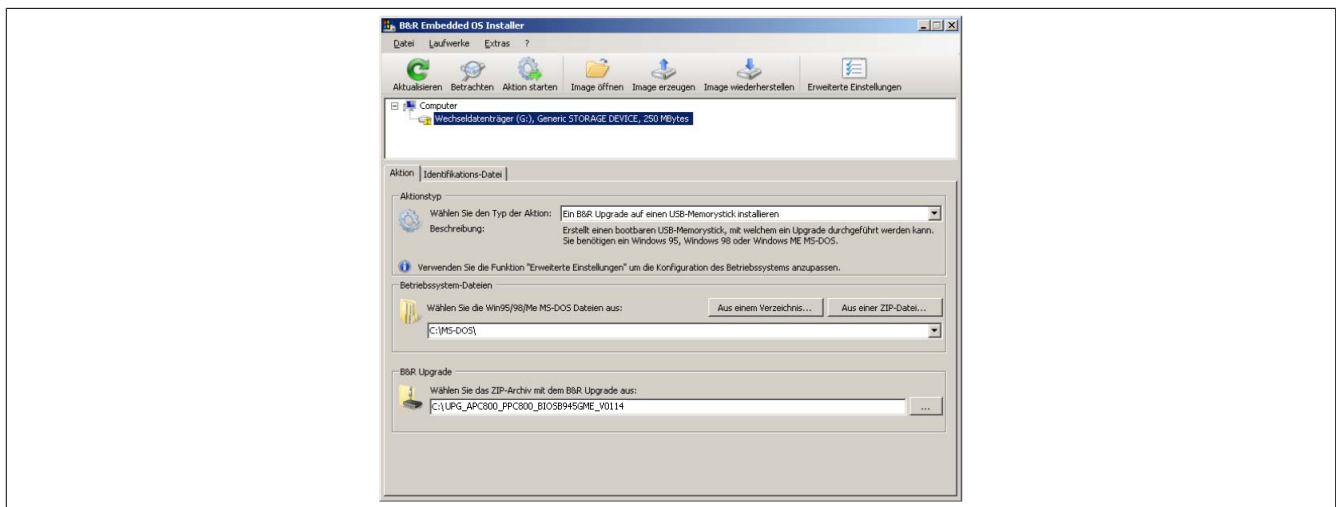 B&R Embedded OS Installer
Datei Laufwerke Extras ?
Aktualisieren Betrachten Aktion starten Image öffnen Image erzeugen Image wiederherstellen Erweiterte Einstellungen
Computer
Wechseldatenträger (G:), Generic STORAGE DEVICE, 250 MBytes
Aktion Identifikations-Datei
Aktionstyp
Wählen Sie den Typ der Aktion: Ein B&R Upgrade auf einen USB-Memorystick installieren
Beschreibung: Erstellt einen bootbaren USB-Memorystick, mit welchem ein Upgrade durchgeführt werden kann.
Sie benötigen ein Windows 95, Windows 98 oder Windows ME MS-DOS.
Verwenden Sie die Funktion "Erweiterte Einstellungen" um die Konfiguration des Betriebssystems anzupassen.
Betriebssystem-Dateien
Wählen Sie die Win95/98/Me MS-DOS Dateien aus: Aus einem Verzeichnis... Aus einer ZIP-Datei...
C:\MS-DOS\
B&R Upgrade
Wählen Sie das ZIP-Archiv mit dem B&R Upgrade aus:
C:\UPG_APC800_PPC800_BIOSB945GME_V0114 ...